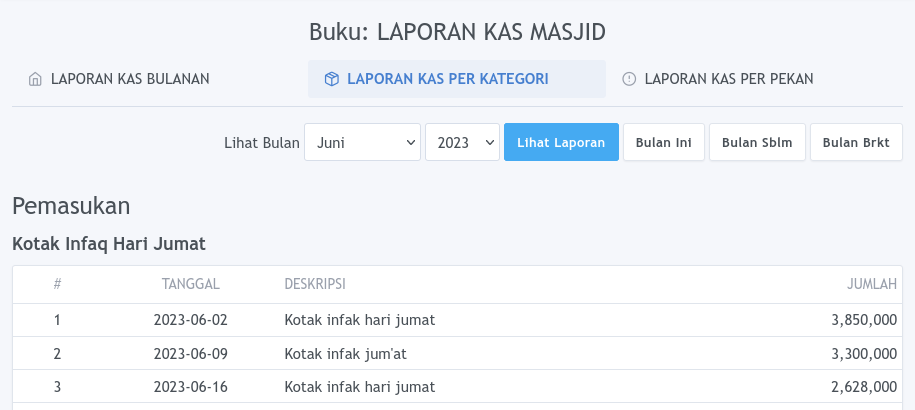 Buku: LAPORAN KAS MASJID
LAPORAN KAS BULANAN LAPORAN KAS PER KATEGORI LAPORAN KAS PER PEKAN
Lihat Bulan Juni 2023 Lihat Laporan Bulan Ini Bulan Sblm Bulan Brkt
Pemasukan
Kotak Infaq Hari Jumat
# TANGGAL DESKRIPSI JUMLAH
1 2023-06-02 Kotak infak hari jumat 3,850,000
2 2023-06-09 Kotak infak jum'at 3,300,000
3 2023-06-16 Kotak infak hari jumat 2,628,000